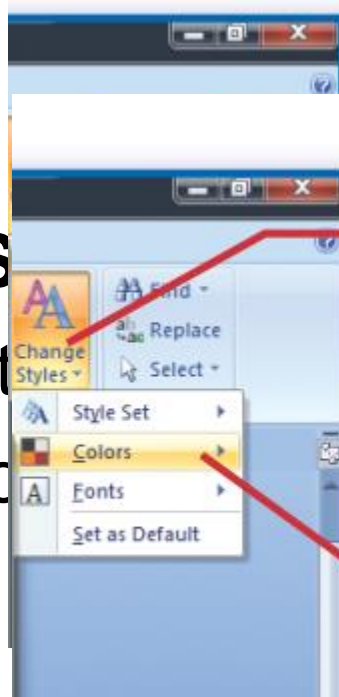 Find
Replace
Change
Styles
Select
Style Set
Colors
A Fonts
Set as Default